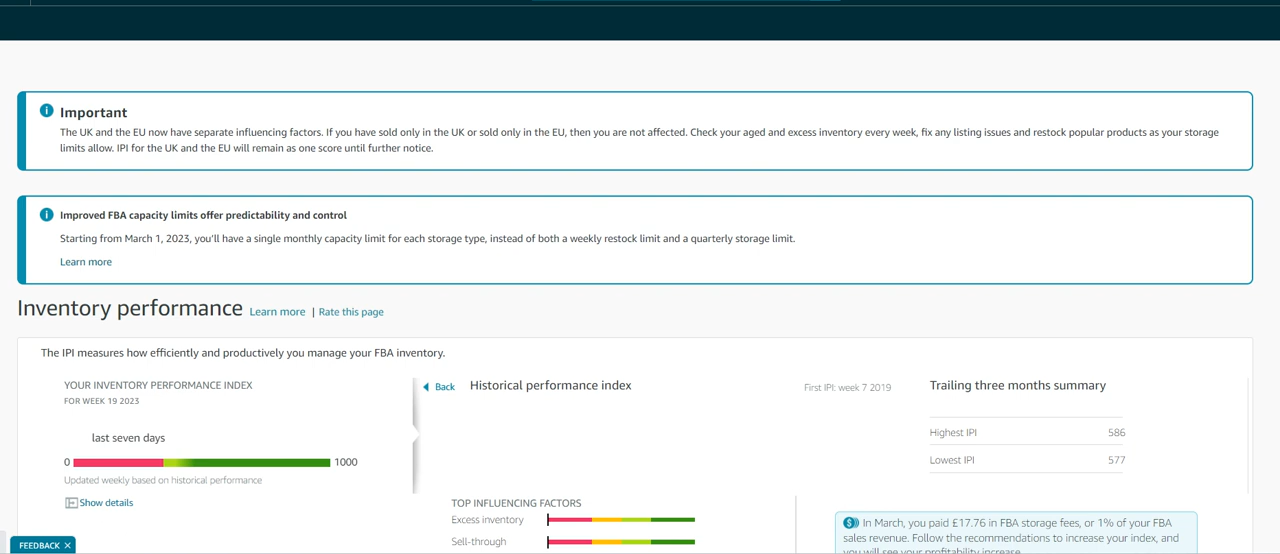 Important
The UK and the EU now have separate influencing factors. If you have sold only in the UK or sold only in the EU, then you are not affected. Check your aged and excess inventory every week, fix any listing issues and restock popular products as your storage
limits allow. IPI for the UK and the EU will remain as one score until further notice.
Improved FBA capacity limits offer predictability and control
Starting from March 1, 2023, you'll have a single monthly capacity limit for each storage type, instead of both a weekly restock limit and a quarterly storage limit.
Learn more
Inventory performance Learn more | Rate this page
The IPI measures how efficiently and productively you manage your FBA inventory.
YOUR INVENTORY PERFORMANCE INDEX
FOR WEEK 19 2023
last seven days
0 1000
Updated weekly based on historical performance
Show details
Back Historical performance index First IPI: week 7 2019
TOP INFLUENCING FACTORS
Excess inventory
Sell-through
Trailing three months summary
Highest IPI 586
Lowest IPI 577
In March, you paid £17.76 in FBA storage fees, or 1% of your FBA
sales revenue. Follow the recommendations to increase your index, and
you will see your profitability increase
FEEDBACK ×